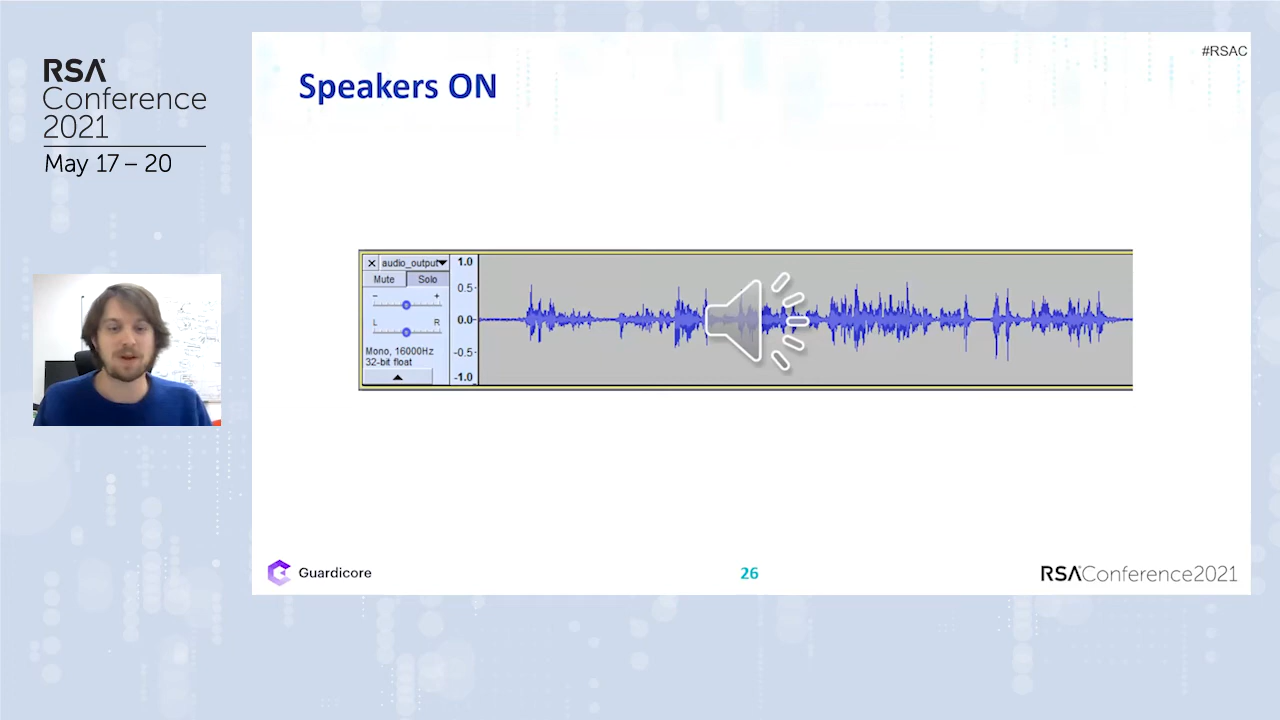 RSA
Conference
2021
May 17 – 20
#RSAC
Speakers ON
audio_output
Mute Solo
- +
L R
Mono, 16000Hz
32-bit float
1.0
0.5
0.0
-0.5
-1.0
Guardicore
26
RSAConference2021